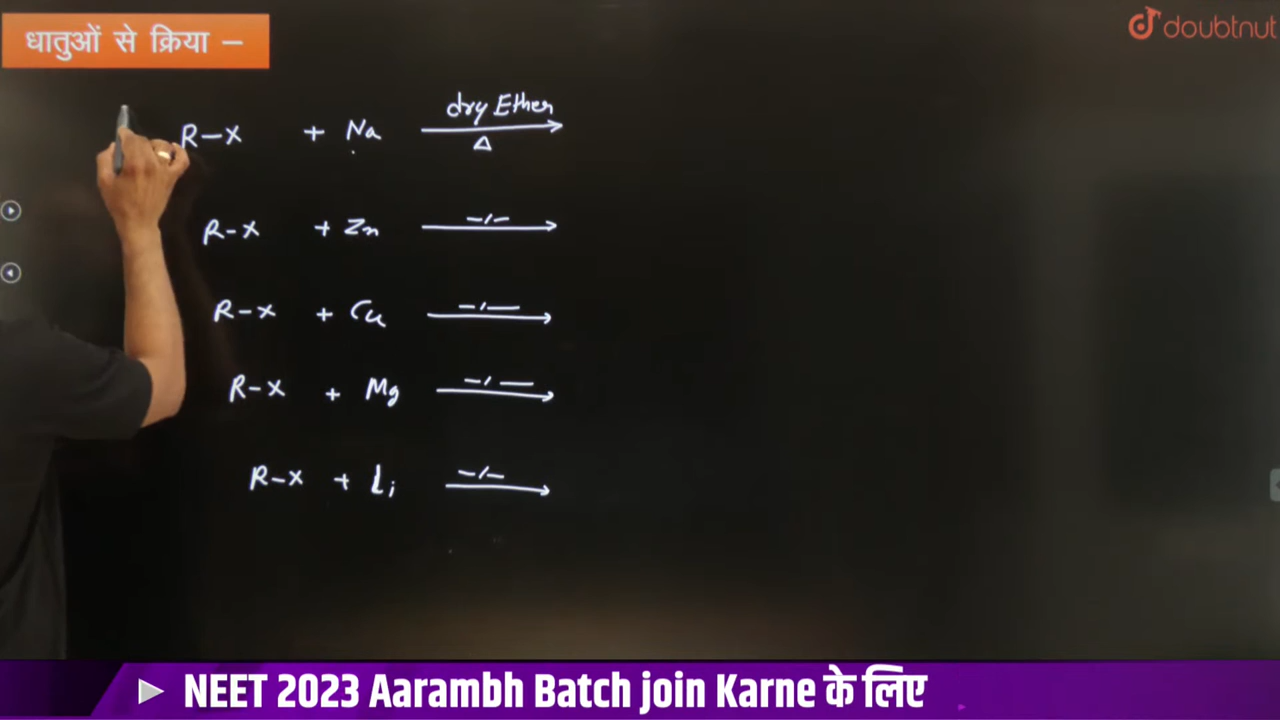 धातुओं से क्रिया –
doubtnut
R-X + Na dry Ether Δ
R-X + Zn -/-
R-X + Cu -/-
R-X + Mg -/-
R-X + Li -/-
NEET 2023 Aarambh Batch join Karne के लिए